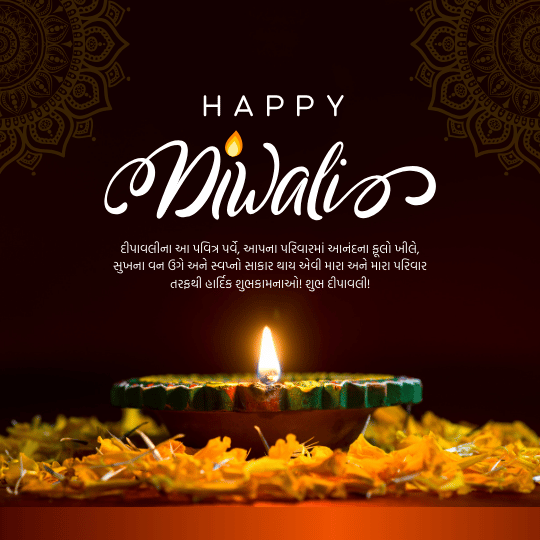 HAPPY
Diwali
દીપાવલીના આ પવિત્ર પર્વે, આપના પરિવારમાં આનંદના ફૂલો ખીલે,
સુખના વન ઉગે અને સ્વપ્નો સાકાર થાય એવી મારા અને મારા પરિવાર
તરફથી હાર્દિક શુભકામનાઓ! શુભ દીપાવલી!